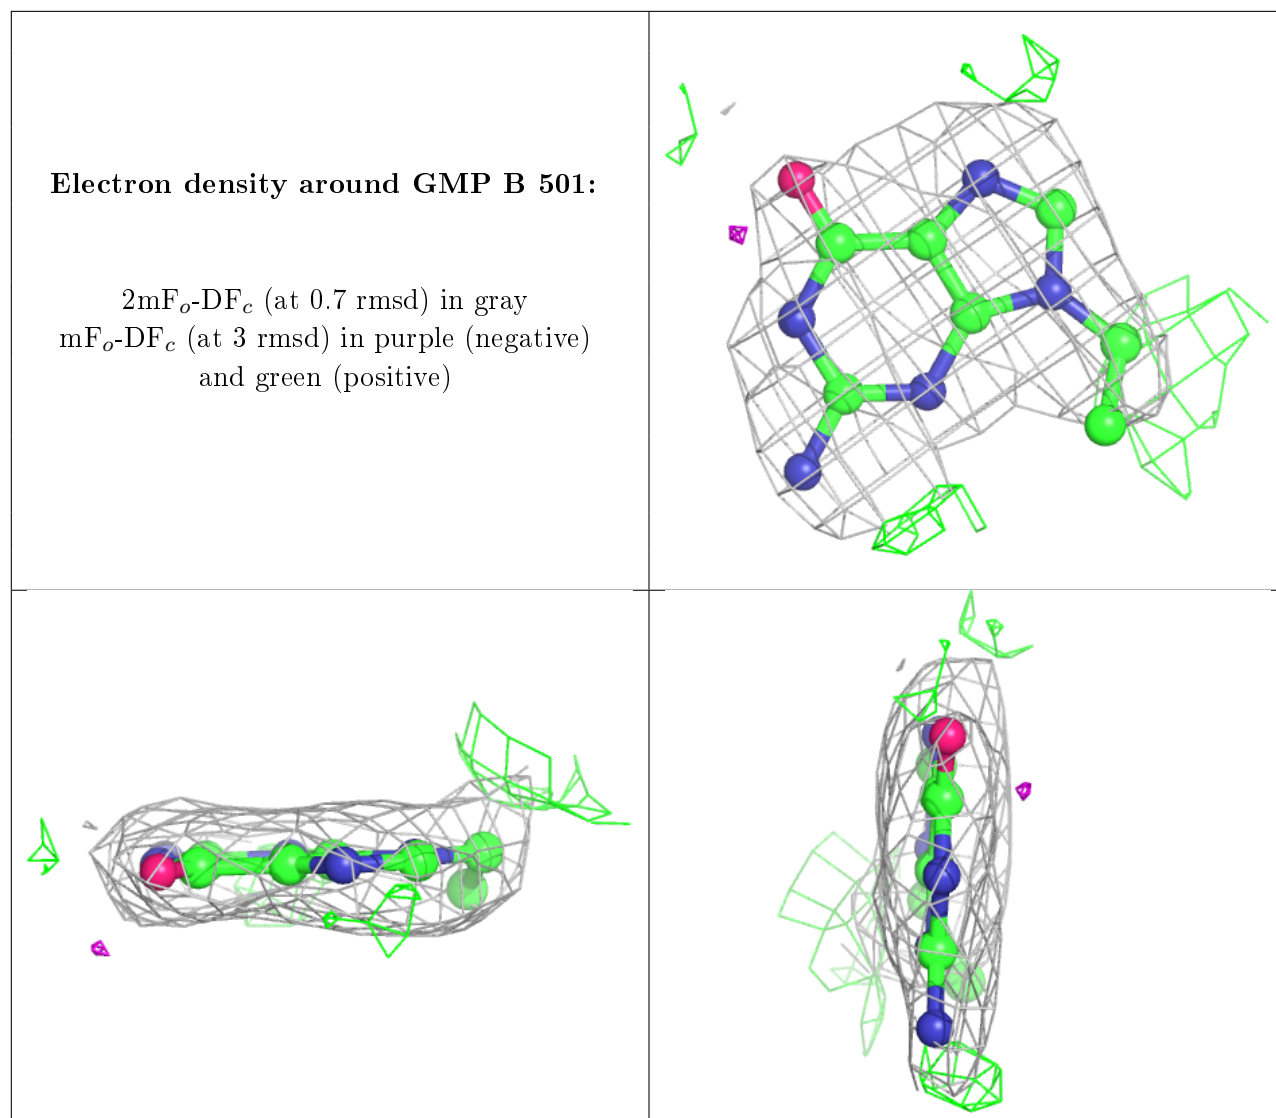 Electron density around GMP B 501:
2mFo-DFc (at 0.7 rmsd) in gray
mFo-DFc (at 3 rmsd) in purple (negative)
and green (positive)